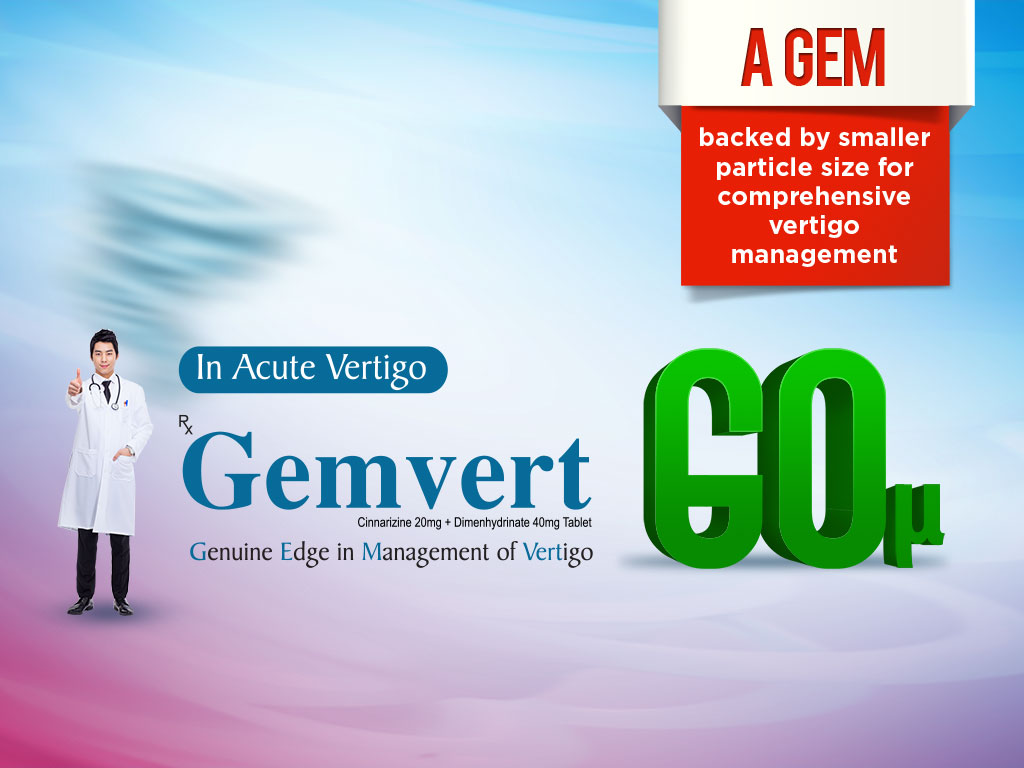 A GEM
backed by smaller
particle size for
comprehensive
vertigo
management
In Acute Vertigo
Rx
Gemvert
Cinnarizine 20mg + Dimenhydrinate 40mg Tablet
Genuine Edge in Management of Vertigo
60µ